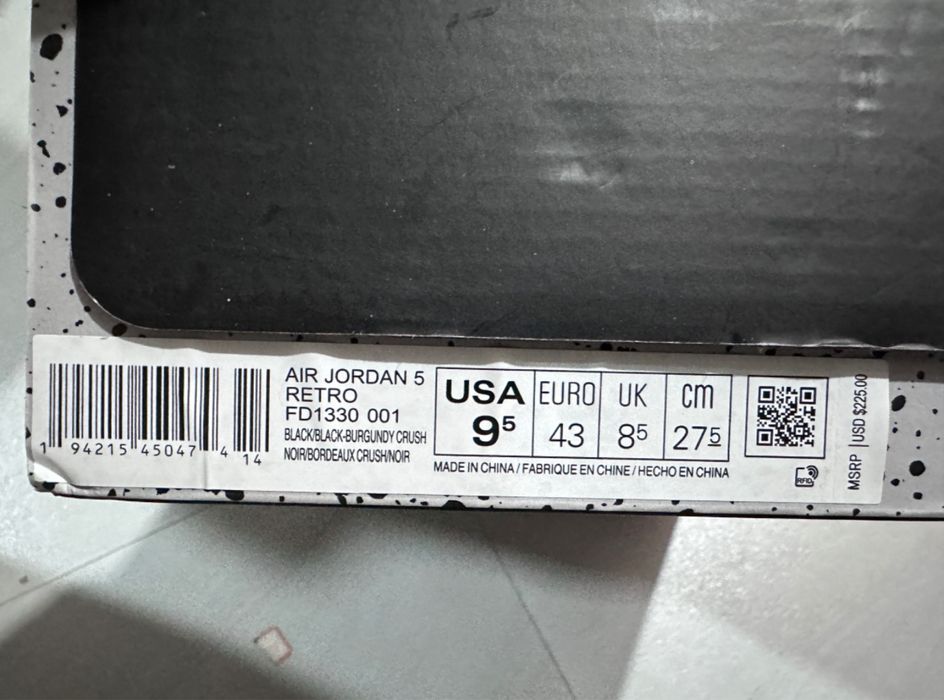 AIR JORDAN 5
RETRO
FD1330 001
BLACK/BLACK-BURGUNDY CRUSH
NOIR/BORDEAUX CRUSH/NOIR
1 94215 45047 4 14
USA
9⁵
EURO
43
UK
8⁵
cm
27⁵
MADE IN CHINA / FABRIQUE EN CHINE / HECHO EN CHINA
RFID
MSRP |USD $225.00